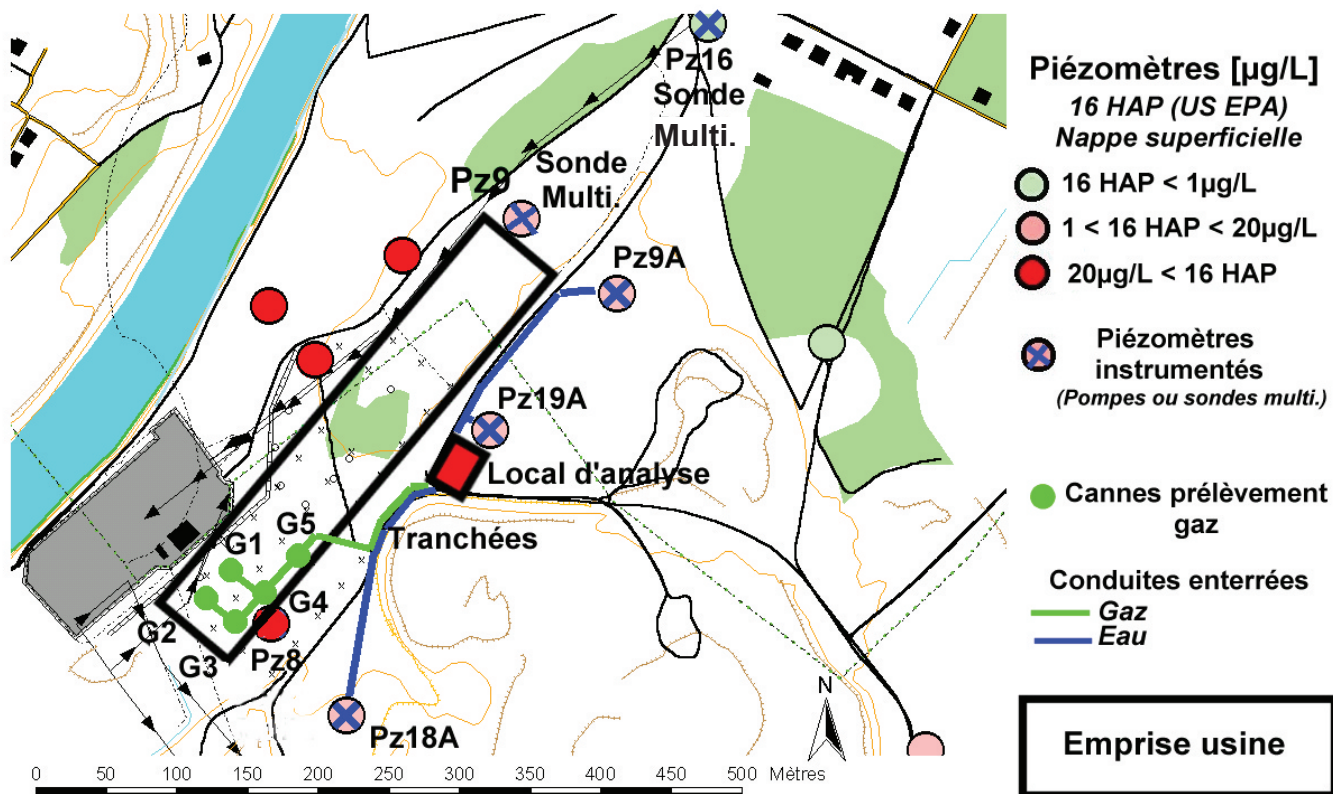 Pz16
Sonde
Multi.
Sonde
Multi.
Pz9
Pz9A
Pz19A
Local d'analyse
Tranchées
G5
G1
G4
G2
G3
Pz8
Pz18A
N
0 50 100 150 200 250 300 350 400 450 500 Mètres
Piézomètres [µg/L]
16 HAP (US EPA)
Nappe superficielle
16 HAP < 1µg/L
1 < 16 HAP < 20µg/L
20µg/L < 16 HAP
Piézomètres
instrumentés
(Pompes ou sondes multi.)
Cannes prélèvement
gaz
Conduites enterrées
Gaz
Eau
Emprise usine